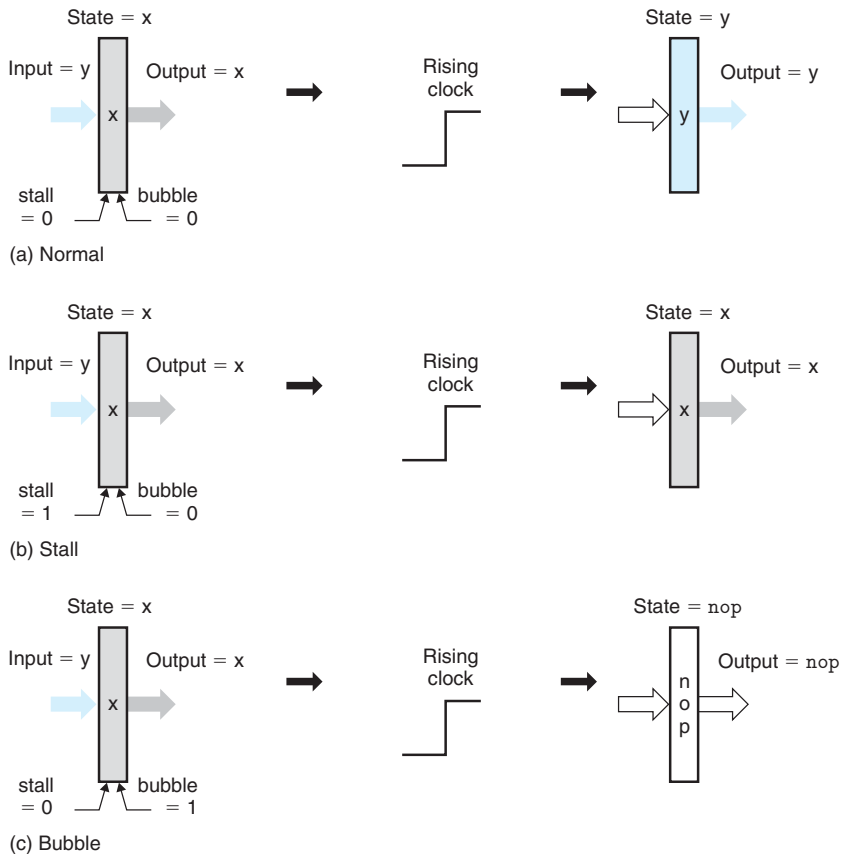 State = x
State = y
Input = y
Output = x
Rising
clock
Output = y
x
y
stall
= 0
bubble
= 0
(a) Normal
State = x
State = x
Input = y
Output = x
Rising
clock
Output = x
x
x
stall
= 1
bubble
= 0
(b) Stall
State = x
State = nop
Input = y
Output = x
Rising
clock
Output = nop
x
n
o
p
stall
= 0
bubble
= 1
(c) Bubble